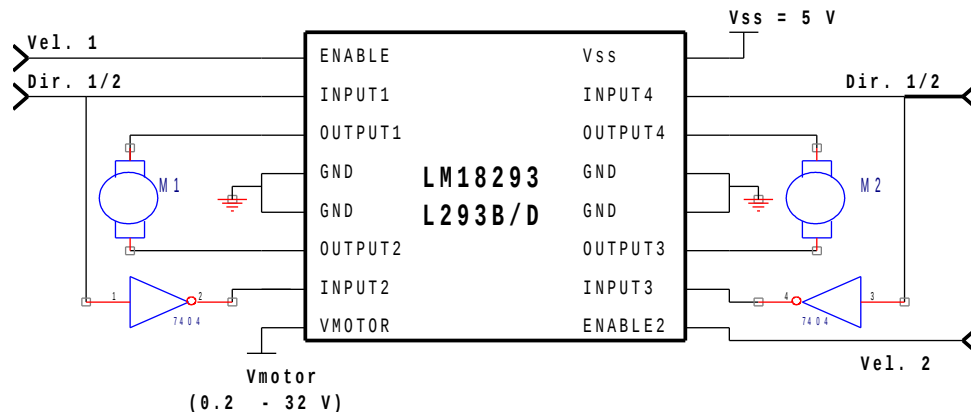 Vss = 5 V
Vel. 1
ENABLE
Vss
Dir. 1/2
INPUT1
INPUT4
Dir. 1/2
OUTPUT1
OUTPUT4
M1
GND
LM18293
GND
M2
GND
L293B/D
GND
OUTPUT2
OUTPUT3
1
2
INPUT2
INPUT3
4
3
7404
VMOTOR
ENABLE2
7404
Vel. 2
Vmotor
(0.2 - 32 V)